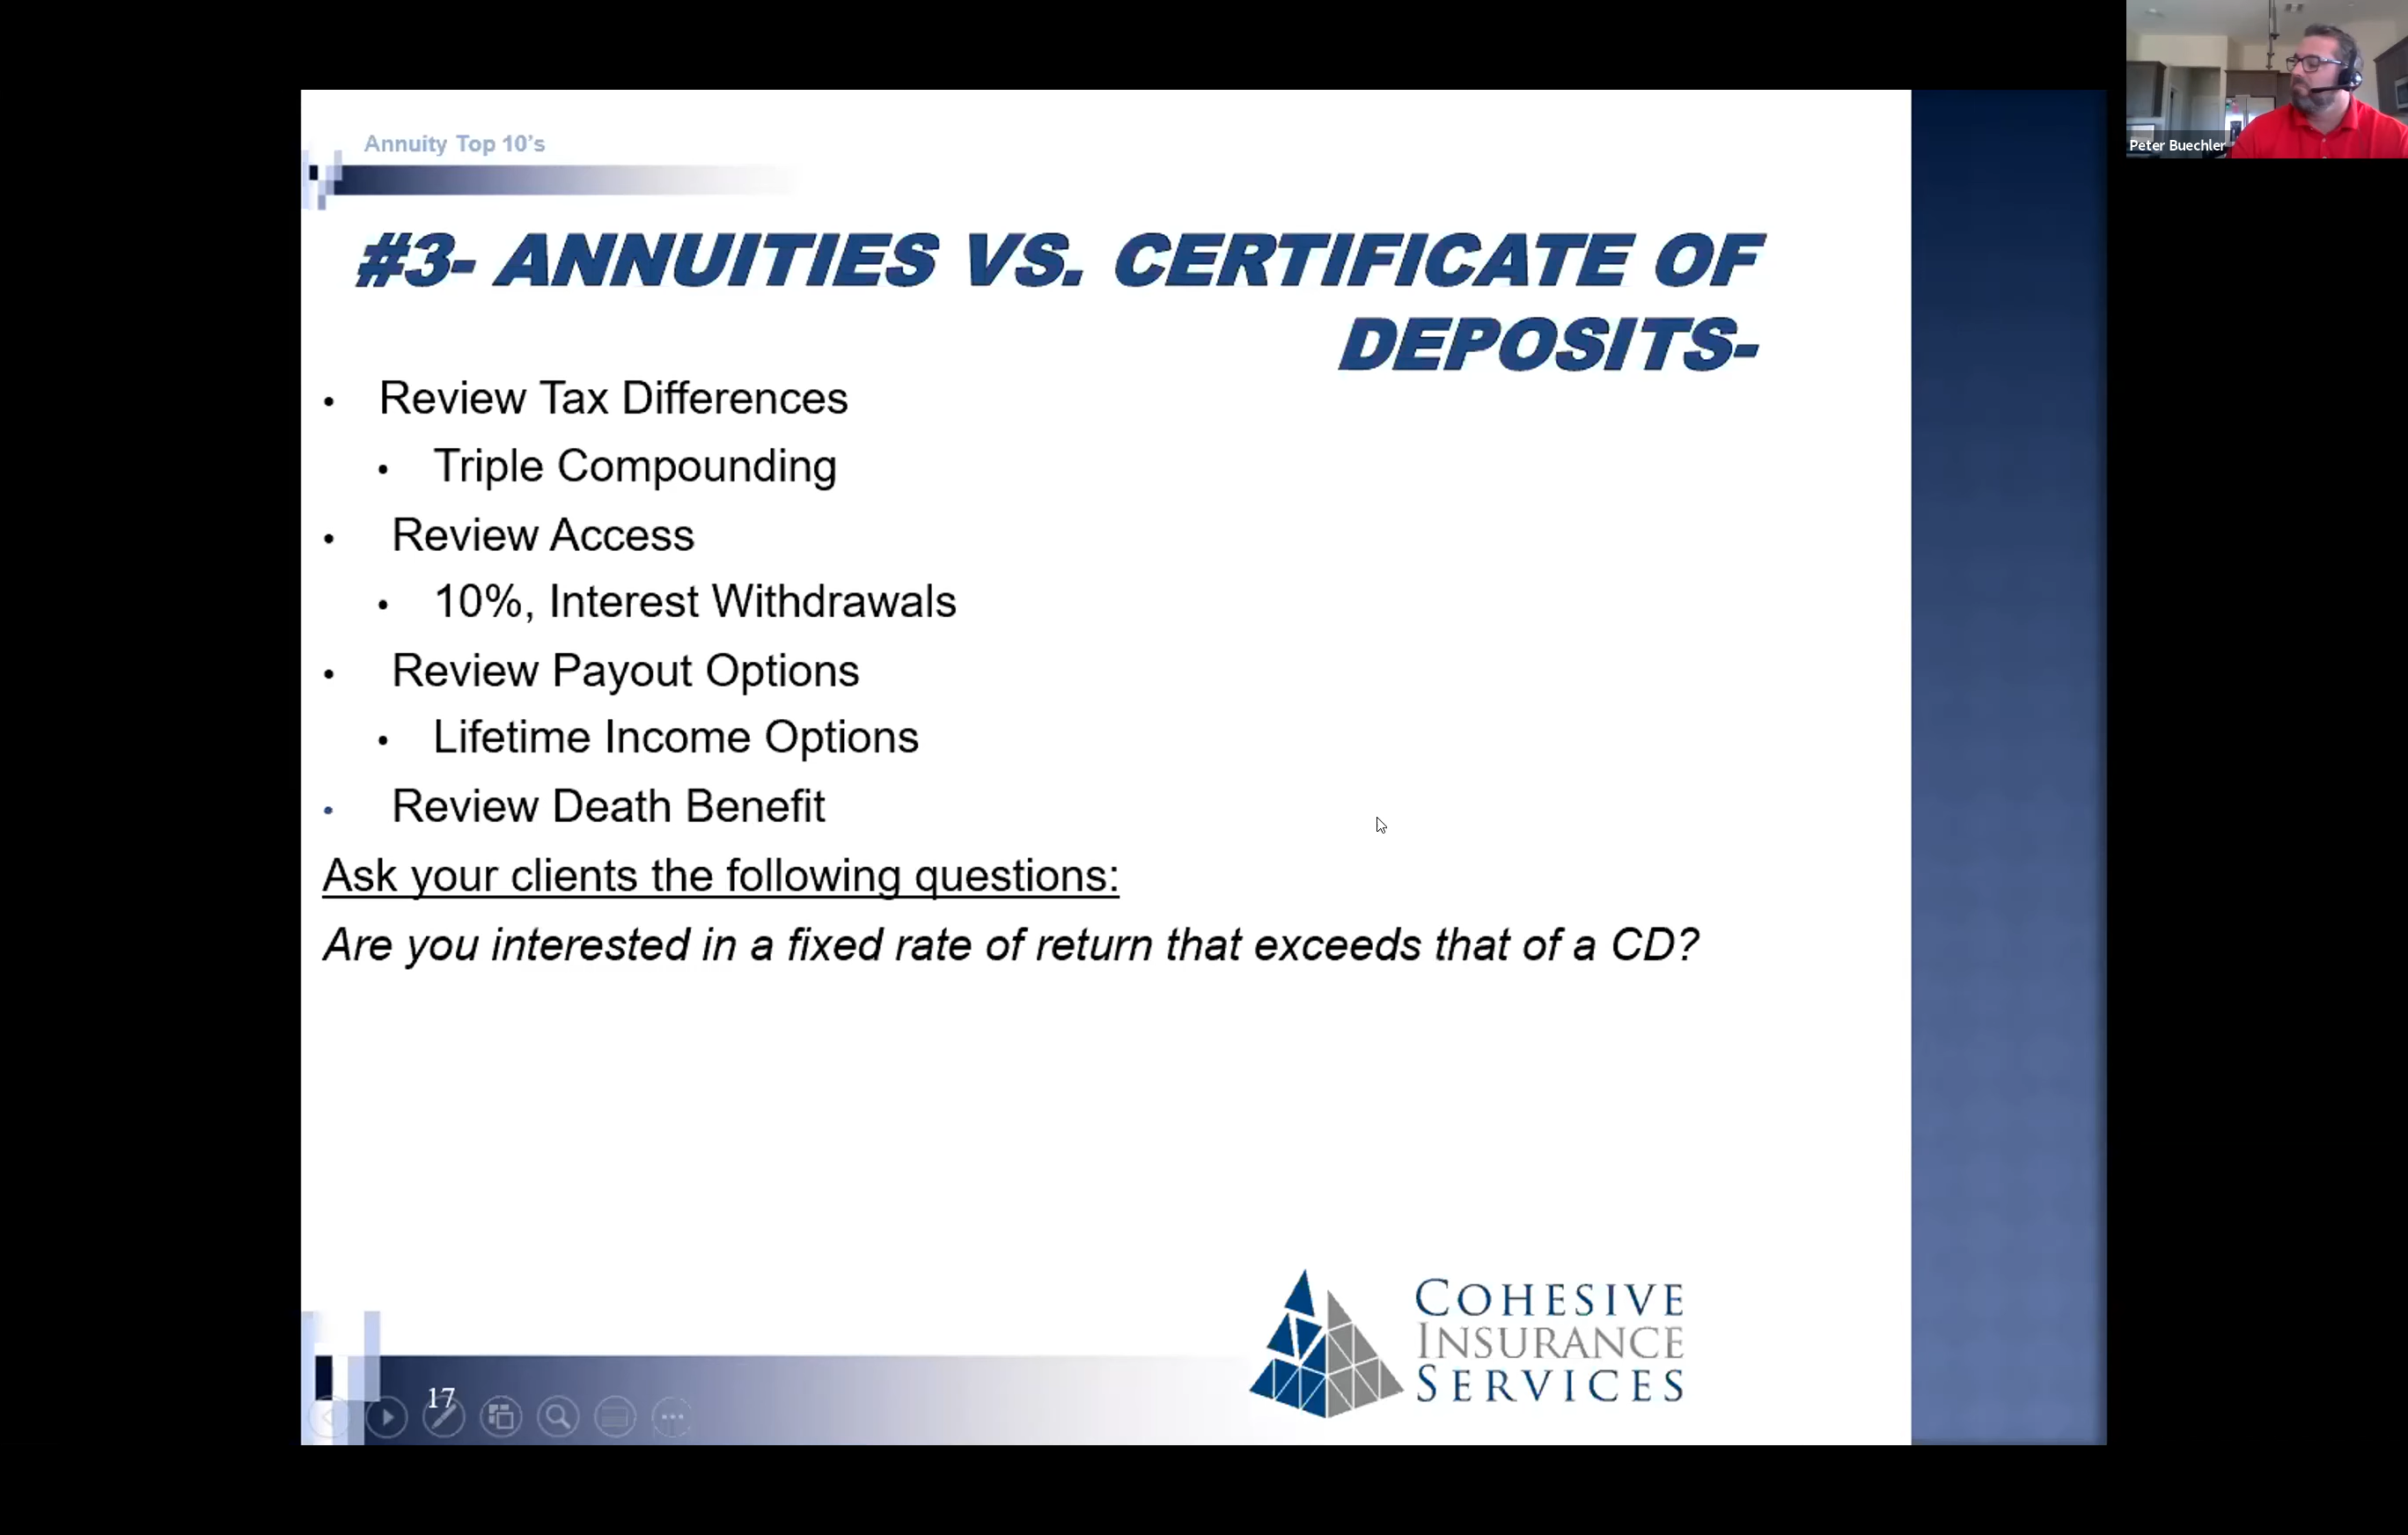 Peter Buechler
Annuity Top 10's
#3- ANNUITIES VS. CERTIFICATE OF
DEPOSITS-
• Review Tax Differences
• Triple Compounding
• Review Access
• 10%, Interest Withdrawals
• Review Payout Options
• Lifetime Income Options
• Review Death Benefit
Ask your clients the following questions:
Are you interested in a fixed rate of return that exceeds that of a CD?
COHESIVE
INSURANCE
SERVICES
17